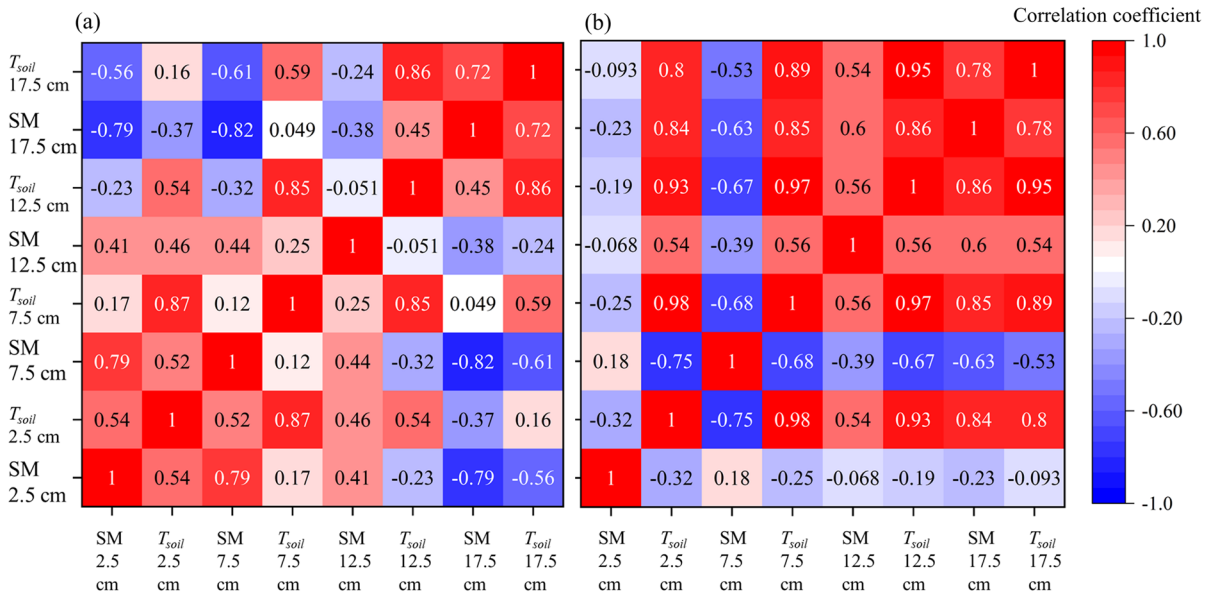 (a)
(b)
Correlation coefficient
T_soil
17.5 cm
-0.56 0.16 -0.61 0.59 -0.24 0.86 0.72 1
-0.093 0.8 -0.53 0.89 0.54 0.95 0.78 1
SM
17.5 cm
-0.79 -0.37 -0.82 0.049 -0.38 0.45 1 0.72
-0.23 0.84 -0.63 0.85 0.6 0.86 1 0.78
T_soil
12.5 cm
-0.23 0.54 -0.32 0.85 -0.051 1 0.45 0.86
-0.19 0.93 -0.67 0.97 0.56 1 0.86 0.95
SM
12.5 cm
0.41 0.46 0.44 0.25 1 -0.051 -0.38 -0.24
-0.068 0.54 -0.39 0.56 1 0.56 0.6 0.54
T_soil
7.5 cm
0.17 0.87 0.12 1 0.25 0.85 0.049 0.59
-0.25 0.98 -0.68 1 0.56 0.97 0.85 0.89
SM
7.5 cm
0.79 0.52 1 0.12 0.44 -0.32 -0.82 -0.61
0.18 -0.75 1 -0.68 -0.39 -0.67 -0.63 -0.53
T_soil
2.5 cm
0.54 1 0.52 0.87 0.46 0.54 -0.37 0.16
-0.32 1 -0.75 0.98 0.54 0.93 0.84 0.8
SM
2.5 cm
1 0.54 0.79 0.17 0.41 -0.23 -0.79 -0.56
1 -0.32 0.18 -0.25 -0.068 -0.19 -0.23 -0.093
SM T_soil SM T_soil SM T_soil SM T_soil
2.5 2.5 7.5 7.5 12.5 12.5 17.5 17.5
cm cm cm cm cm cm cm cm
SM T_soil SM T_soil SM T_soil SM T_soil
2.5 2.5 7.5 7.5 12.5 12.5 17.5 17.5
cm cm cm cm cm cm cm cm
1.0
0.60
0.20
-0.20
-0.60
-1.0